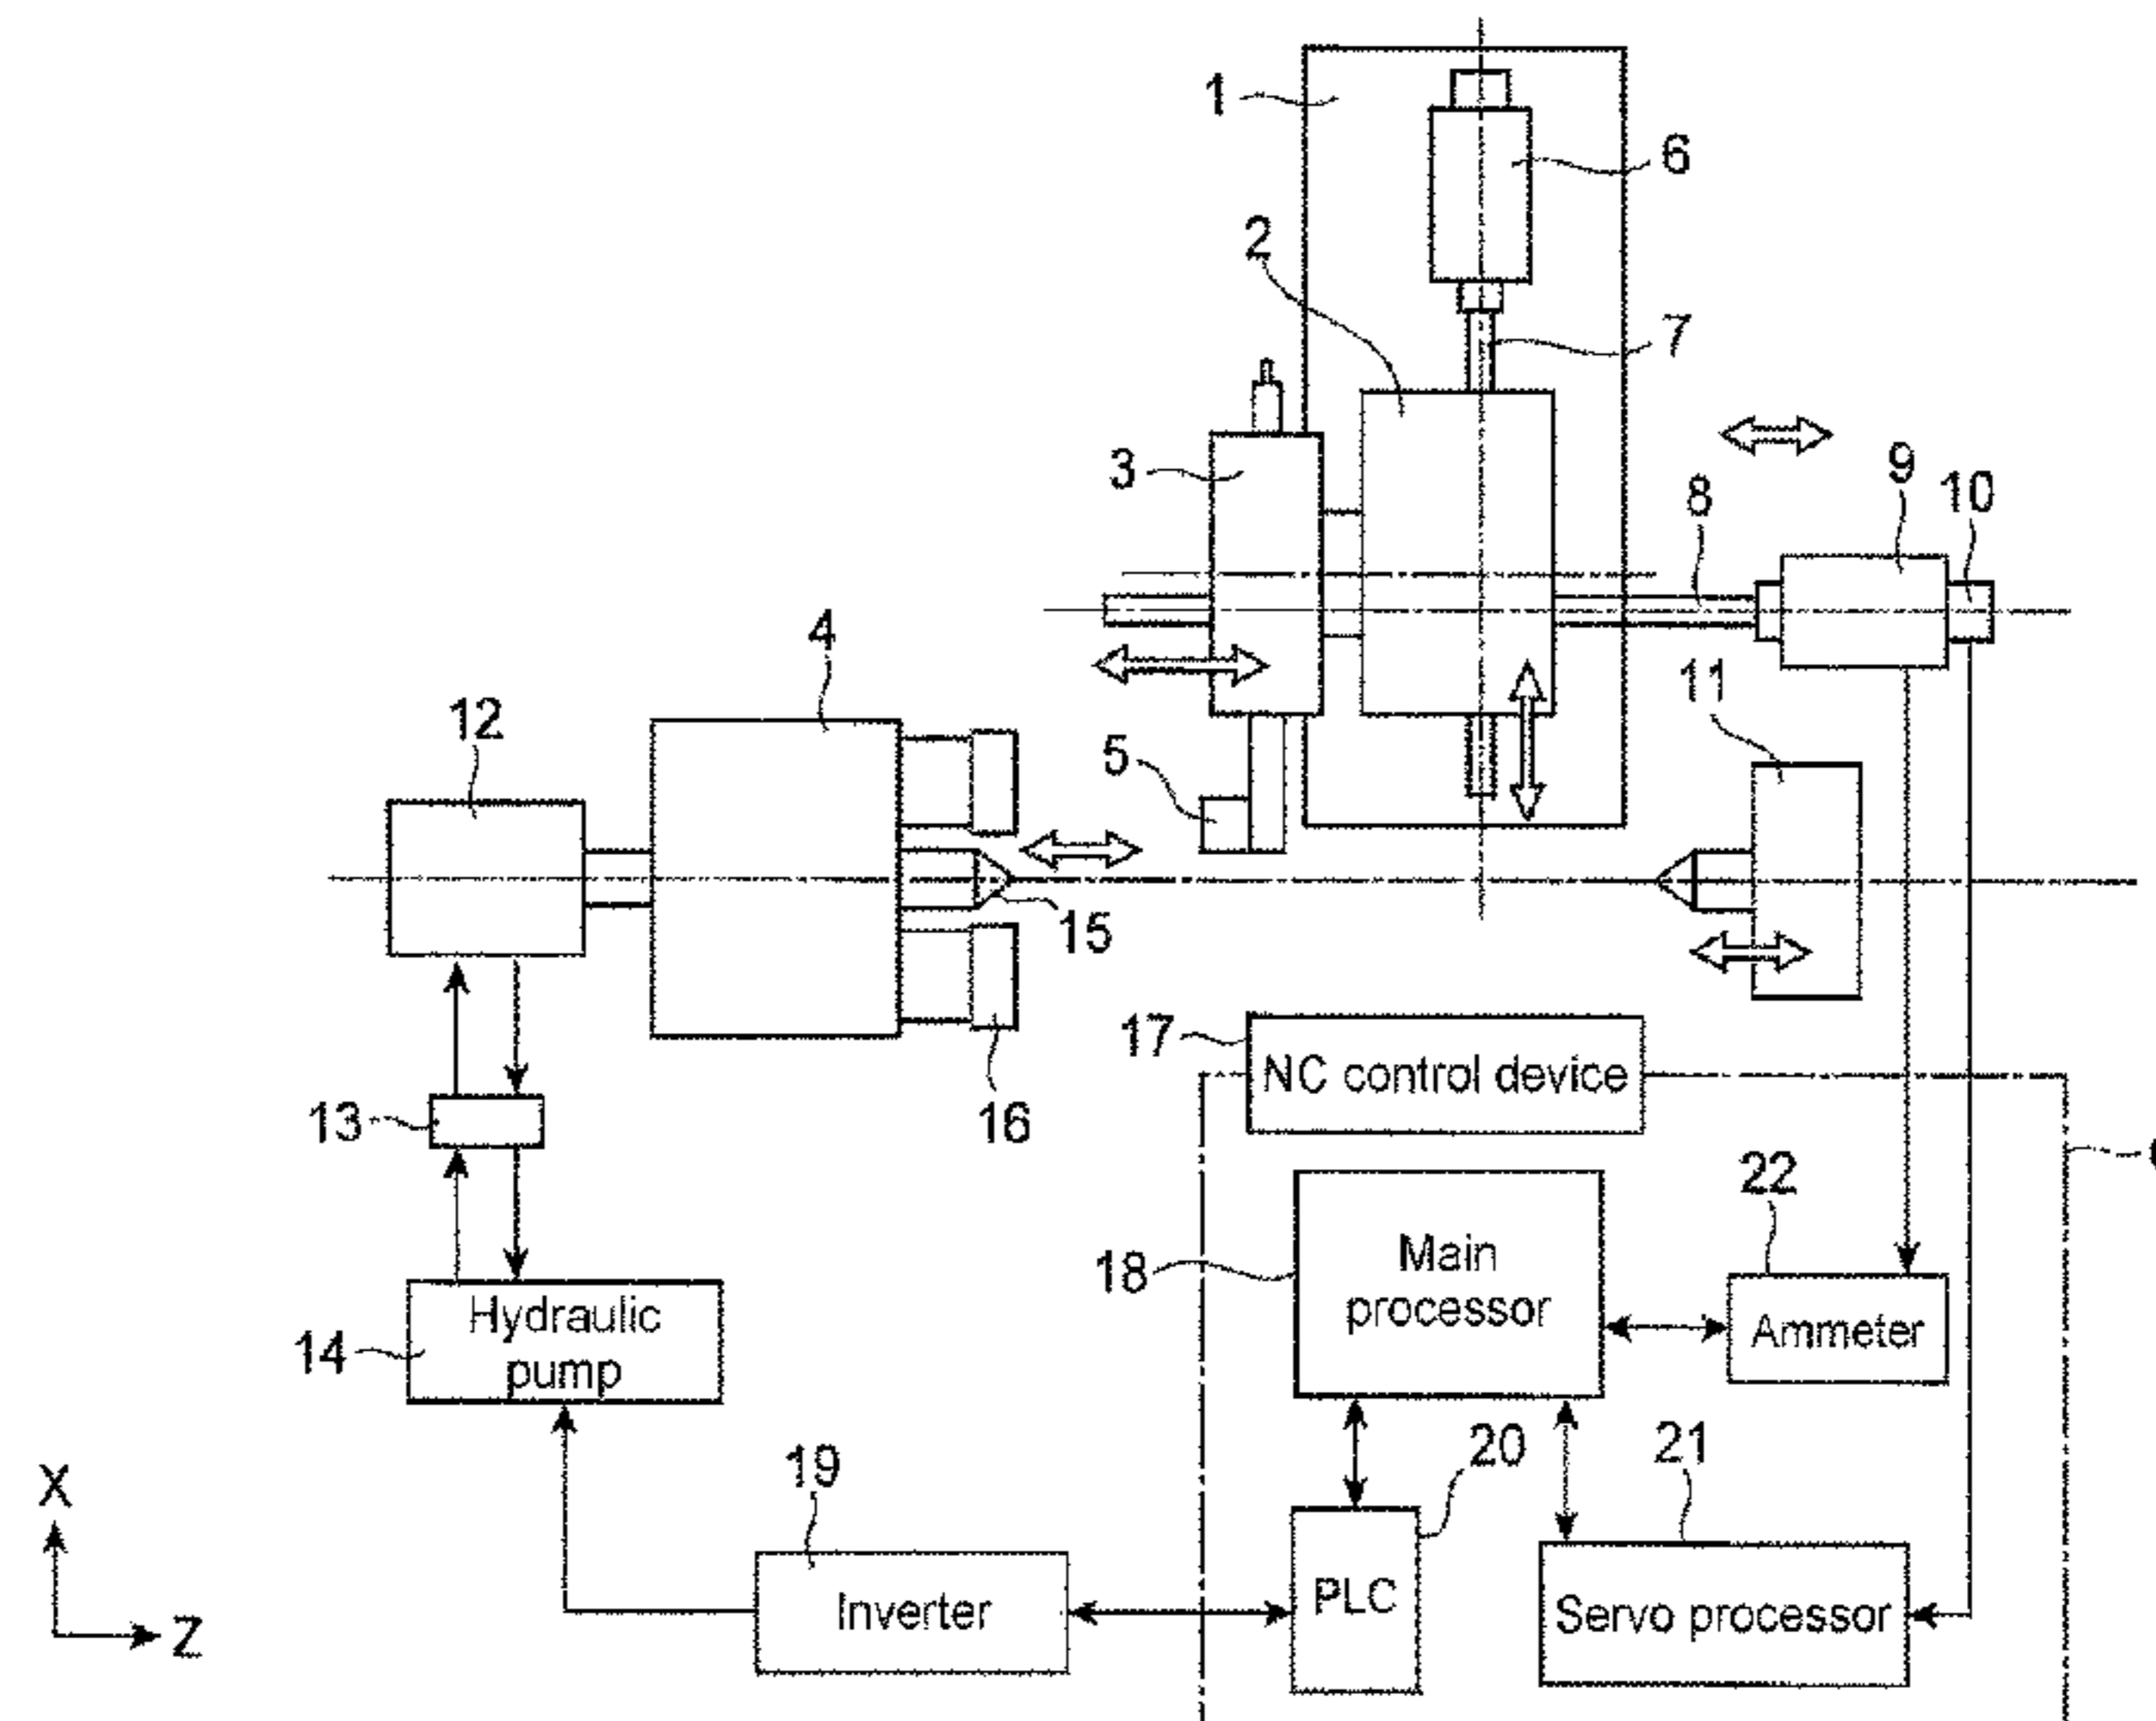 1
6
2
7
3
8
9
10
4
11
12
5
15
17
NC control device
13
16
22
18
Main
processor
Ammeter
14
Hydraulic
pump
X
19
20
21
Inverter
PLC
Servo processor
Z